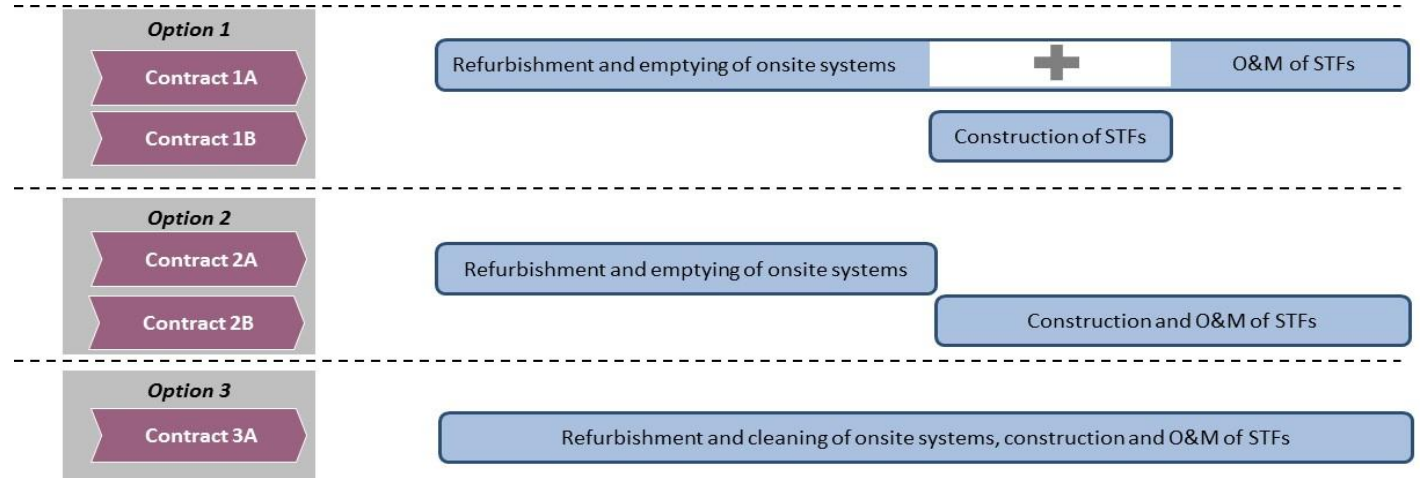 Option 1
Contract 1A
Refurbishment and emptying of onsite systems
O&M of STFs
Contract 1B
Construction of STFs
Option 2
Contract 2A
Refurbishment and emptying of onsite systems
Contract 2B
Construction and O&M of STFs
Option 3
Contract 3A
Refurbishment and cleaning of onsite systems, construction and O&M of STFs